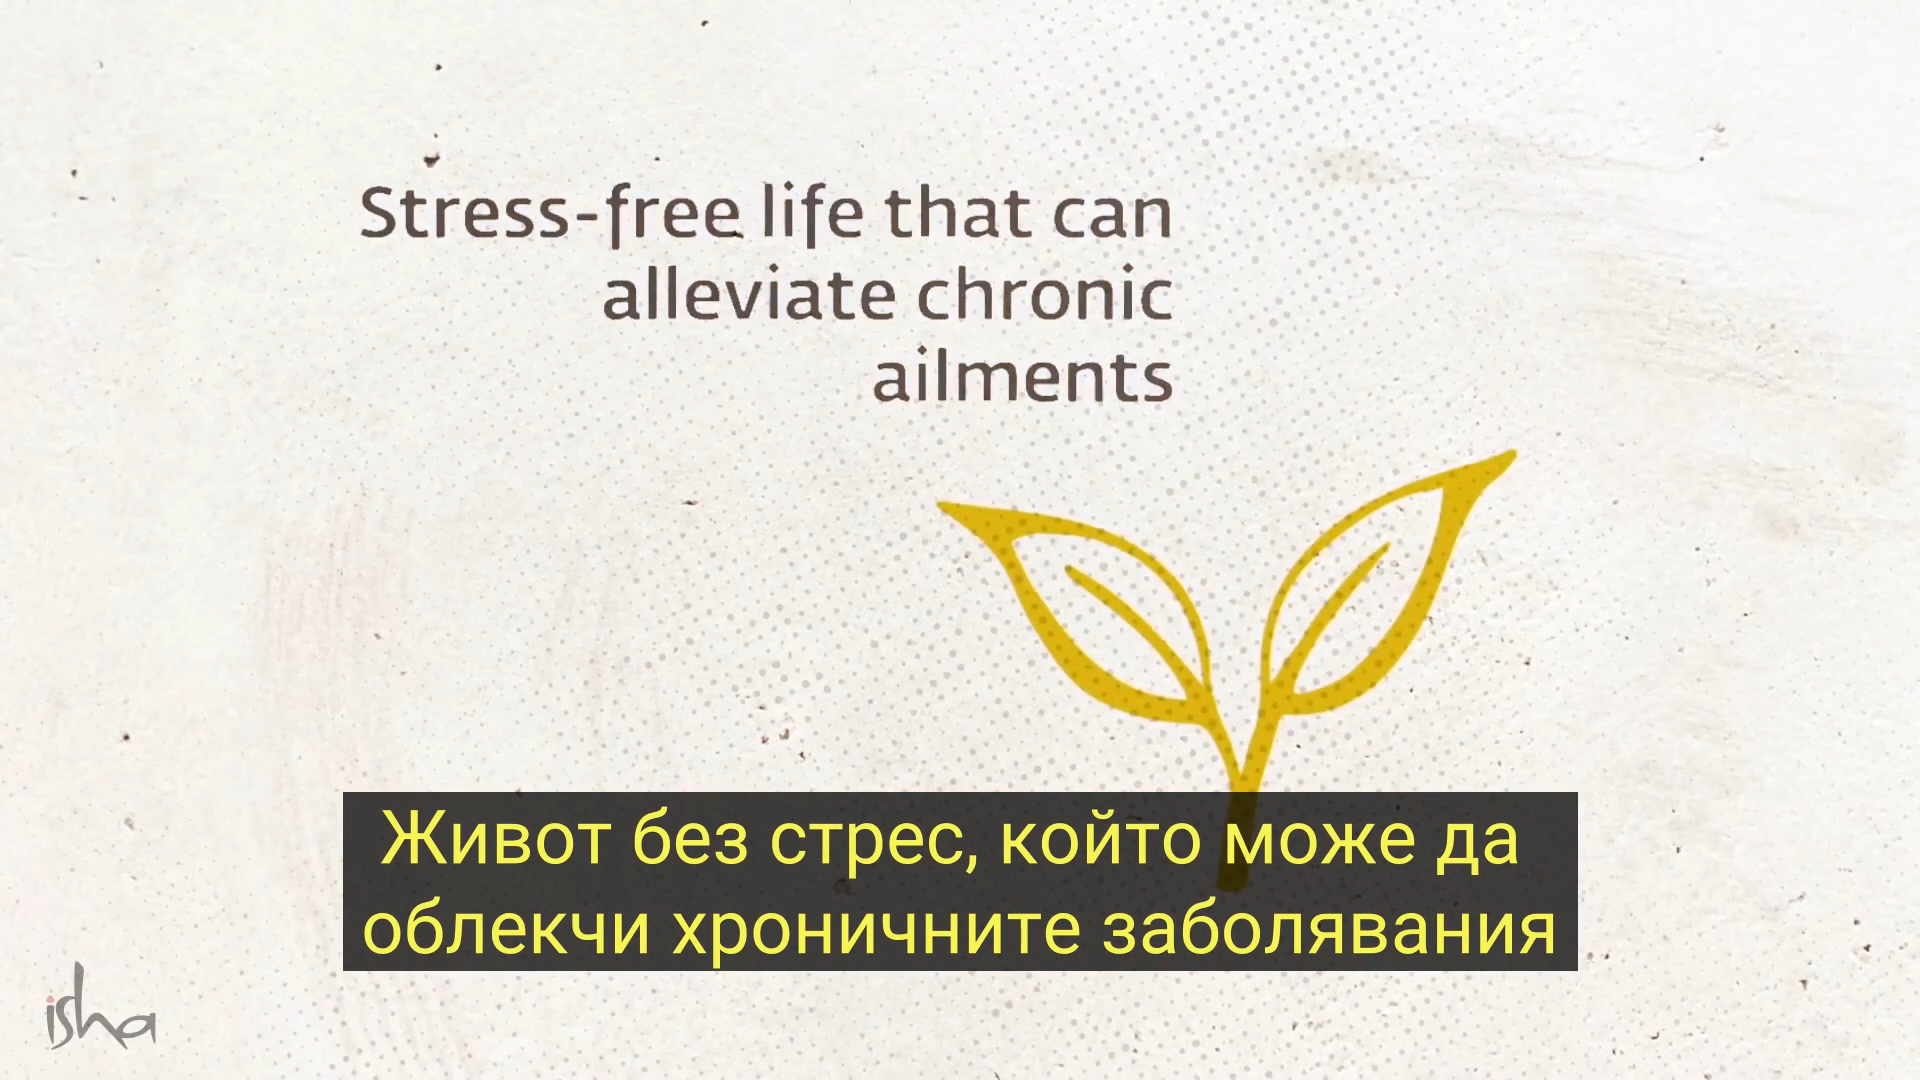 Stress-free life that can
alleviate chronic
ailments
Живот без стрес, който може да
облекчи хроничните заболявания
isha